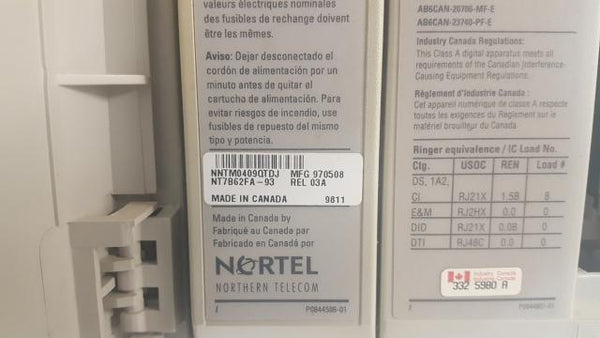 valeurs électriques nominales
des fusibles de rechange doivent
être les mêmes.
Aviso: Dejar desconectado el
cordón de alimentación por un
minuto antes de quitar el
cartucho de alimentación. Para
evitar riesgos de incendio, use
fusibles de repuesto del mismo
tipo y potencia.
NNTM0409QTDJ MFG 970508
NT7B62FA-93 REL 03A
MADE IN CANADA 9811
Made in Canada by
Fabriqué au Canada par
Fabricado en Canadá por
NORTEL
NORTHERN TELECOM
P0844586-01
AB6CAN-20706-MF-E
AB6CAN-23740-PF-E
Industry Canada Regulations:
This Class A digital apparatus meets all
requirements of the Canadian Interference-
Causing Equipment Regulations.
Règlement d'Industrie Canada :
Cet appareil numérique de classe A respecte
toutes les exigences du Règlement sur le
matériel brouilleur du Canada.
Ringer equivalence / IC Load No.
Ctg. USOC REN Load #
DS, 1A2,
CI RJ21X 1.5B 8
E&M RJ2HX 0.0 0
DID RJ21X 0.0B 0
DTI RJ48C 0.0 0
Industry Canada
Industrie Canada
332 5980 A